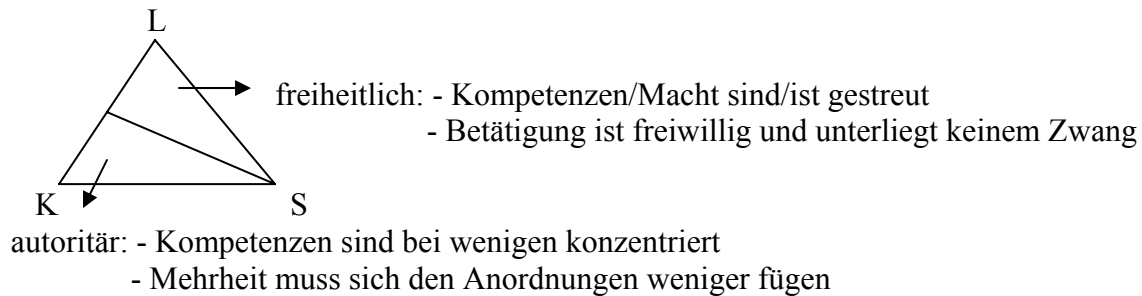 L
freiheitlich: - Kompetenzen/Macht sind/ist gestreut
- Betätigung ist freiwillig und unterliegt keinem Zwang
K S
autoritär: - Kompetenzen sind bei wenigen konzentriert
- Mehrheit muss sich den Anordnungen weniger fügen